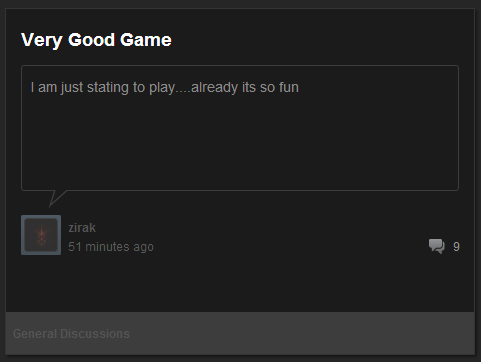 Very Good Game
I am just stating to play....already its so fun
zirak
51 minutes ago
9
General Discussions